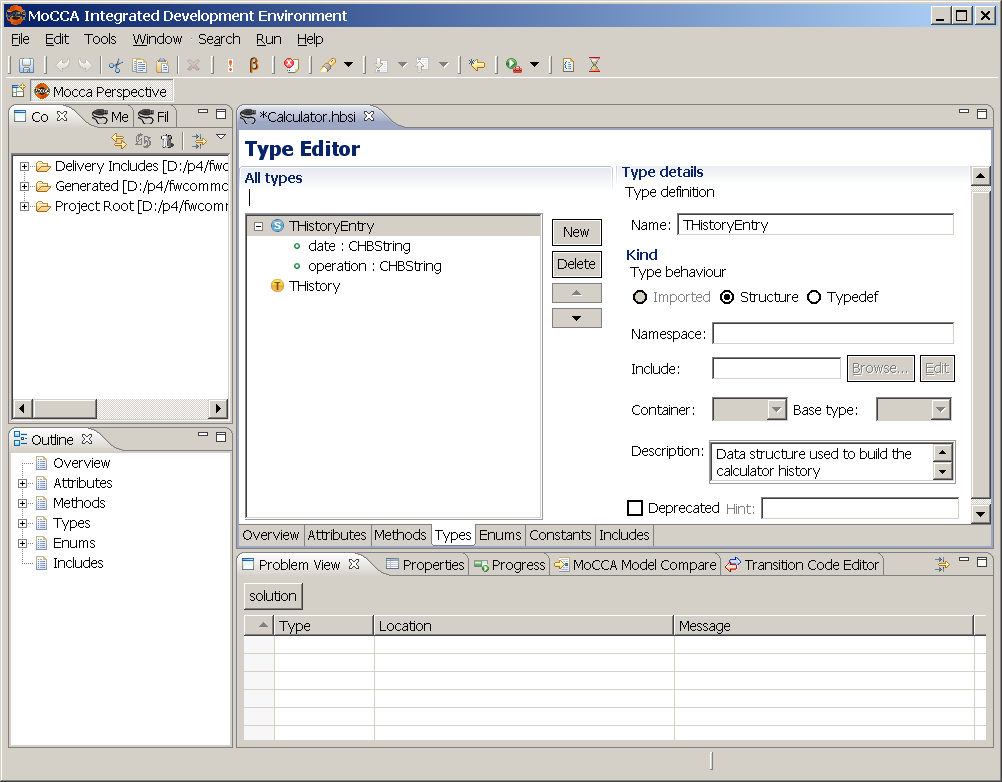 MoCCA Integrated Development Environment
File Edit Tools Window Search Run Help
Mocca Perspective
Co Me Fil
Delivery Includes [D:/p4/fwcc
Generated [D:/p4/fwcommo
Project Root [D:/p4/fwcomm
Outline
Overview
Attributes
Methods
Types
Enums
Includes
*Calculator.hbsi
Type Editor
All types
THistoryEntry
date : CHBString
operation : CHBString
THistory
New
Delete
Type details
Type definition
Name: THistoryEntry
Kind
Type behaviour
Imported Structure Typedef
Namespace:
Include: Browse... Edit
Container: Base type:
Description: Data structure used to build the
calculator history
Deprecated Hint:
Overview Attributes Methods Types Enums Constants Includes
Problem View Properties Progress MoCCA Model Compare Transition Code Editor
solution
Type Location Message